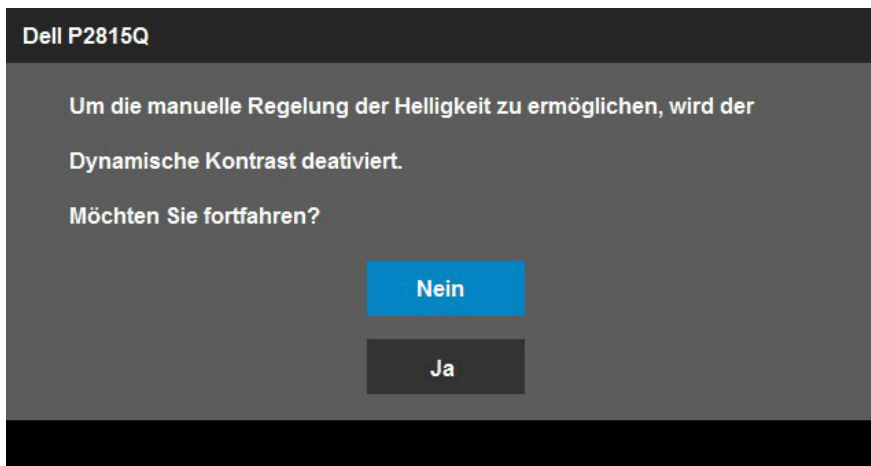 Dell P2815Q
Um die manuelle Regelung der Helligkeit zu ermöglichen, wird der
Dynamische Kontrast deativiert.
Möchten Sie fortfahren?
Nein
Ja